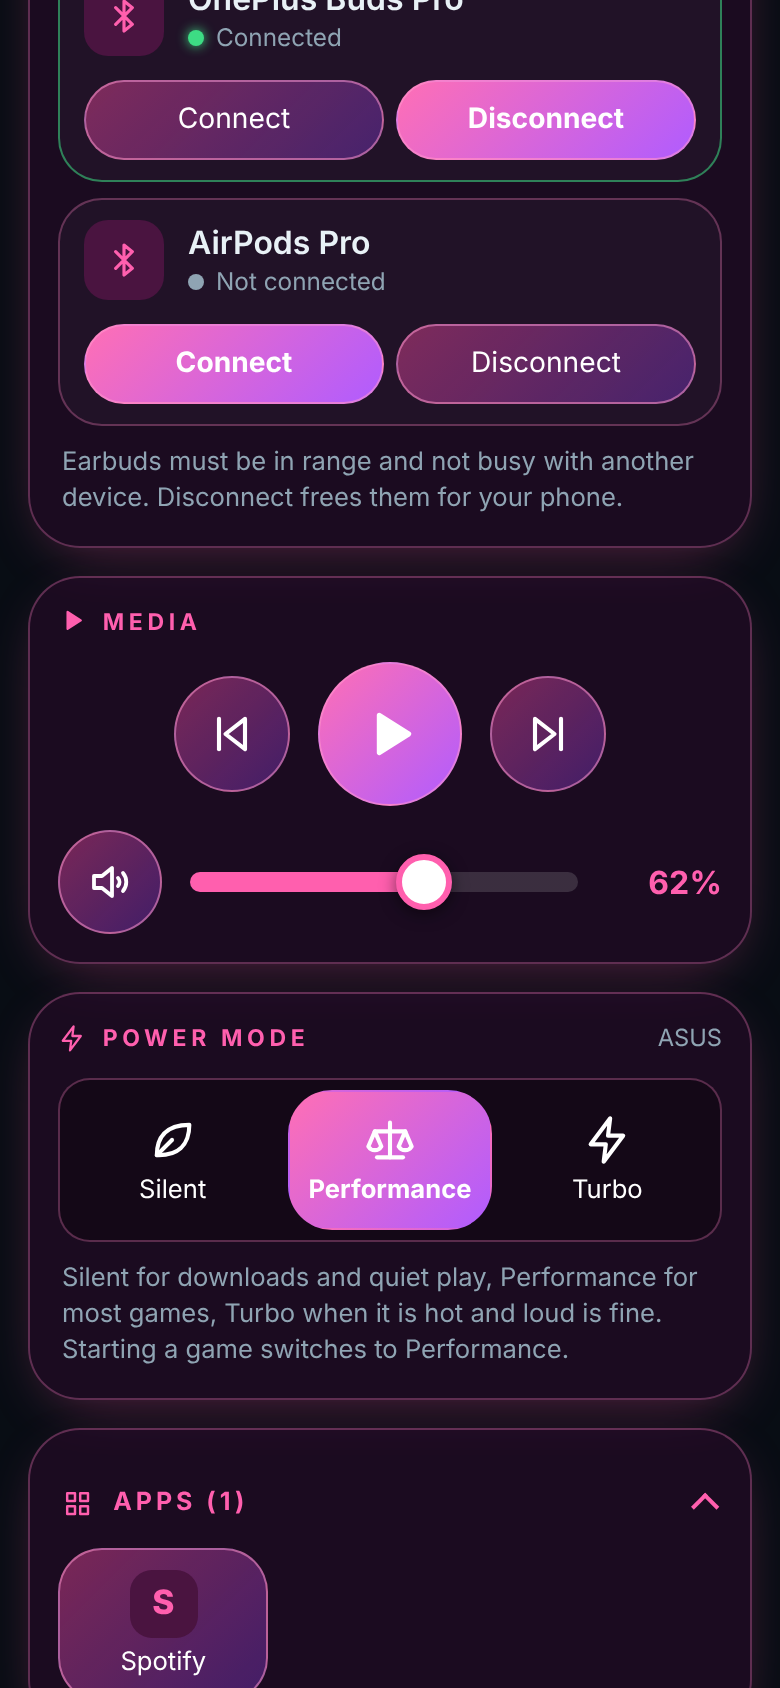 OnePlus Buds Pro
Connected
Connect
Disconnect
AirPods Pro
Not connected
Connect
Disconnect
Earbuds must be in range and not busy with another
device. Disconnect frees them for your phone.
MEDIA
62%
POWER MODE
ASUS
Silent
Performance
Turbo
Silent for downloads and quiet play, Performance for
most games, Turbo when it is hot and loud is fine.
Starting a game switches to Performance.
APPS (1)
S
Spotify